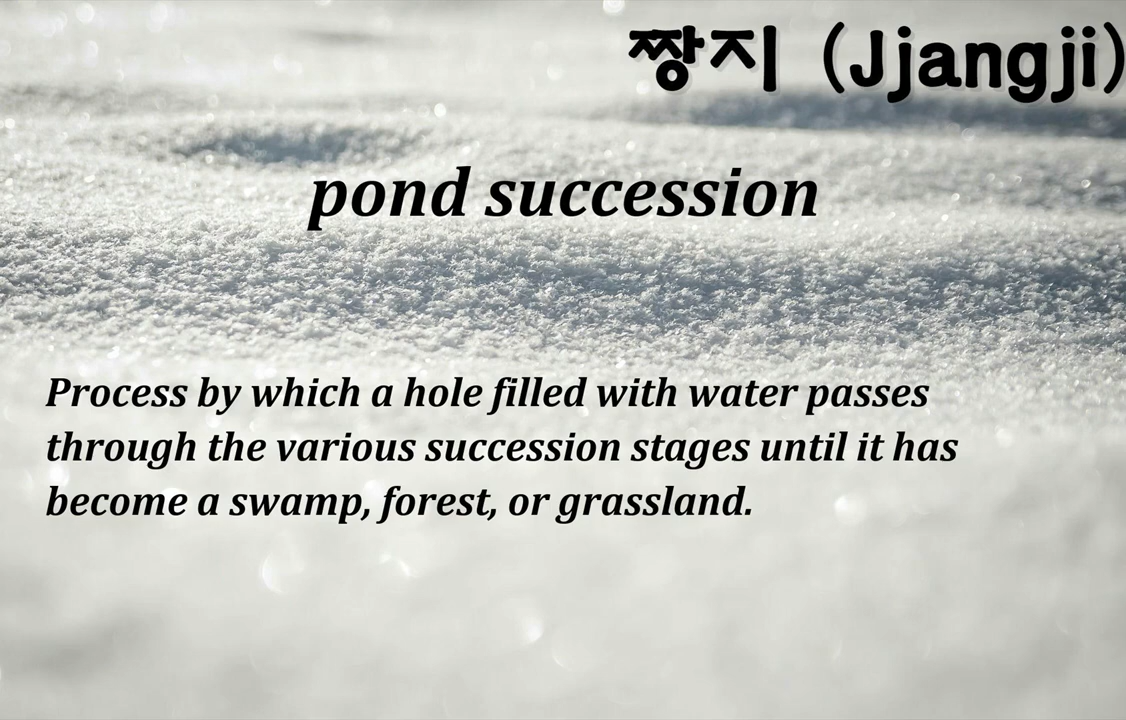 짱지 (Jjangji)
pond succession
Process by which a hole filled with water passes
through the various succession stages until it has
become a swamp, forest, or grassland.